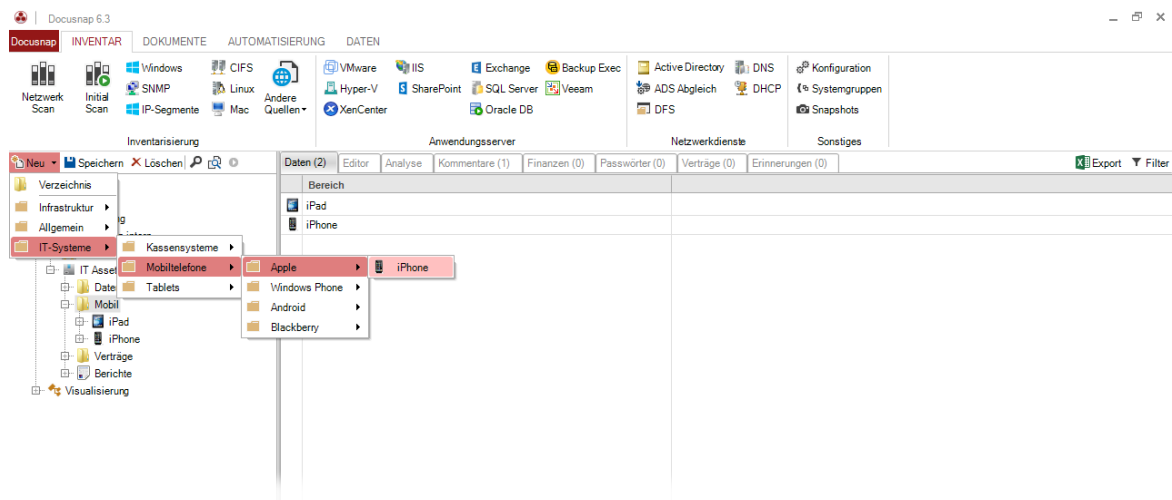 Docusnap 6.3
Docusnap INVENTAR DOKUMENTE AUTOMATISIERUNG DATEN
Windows CIFS VMware IIS Exchange Backup Exec Active Directory DNS Konfiguration
SNMP Linux Hyper-V SharePoint SQL Server Veeam ADS Abgleich DHCP Systemgruppen
Netzwerk Scan Initial Scan IP-Segmente Mac Andere Quellen XenCenter Oracle DB DFS Snapshots
Inventarisierung Anwendungsserver Netzwerkdienste Sonstiges
Neu Speichern Löschen Daten (2) Editor Analyse Kommentare (1) Finanzen (0) Passwörter (0) Verträge (0) Erinnerungen (0) Export Filter
Verzeichnis Bereich
Infrastruktur iPad
Allgemein iPhone
IT-Systeme Kassensysteme
IT Asset Mobiltelefone Apple iPhone
Date Tablets Windows Phone
Mobil Android
iPad Blackberry
iPhone
Verträge
Berichte
Visualisierung